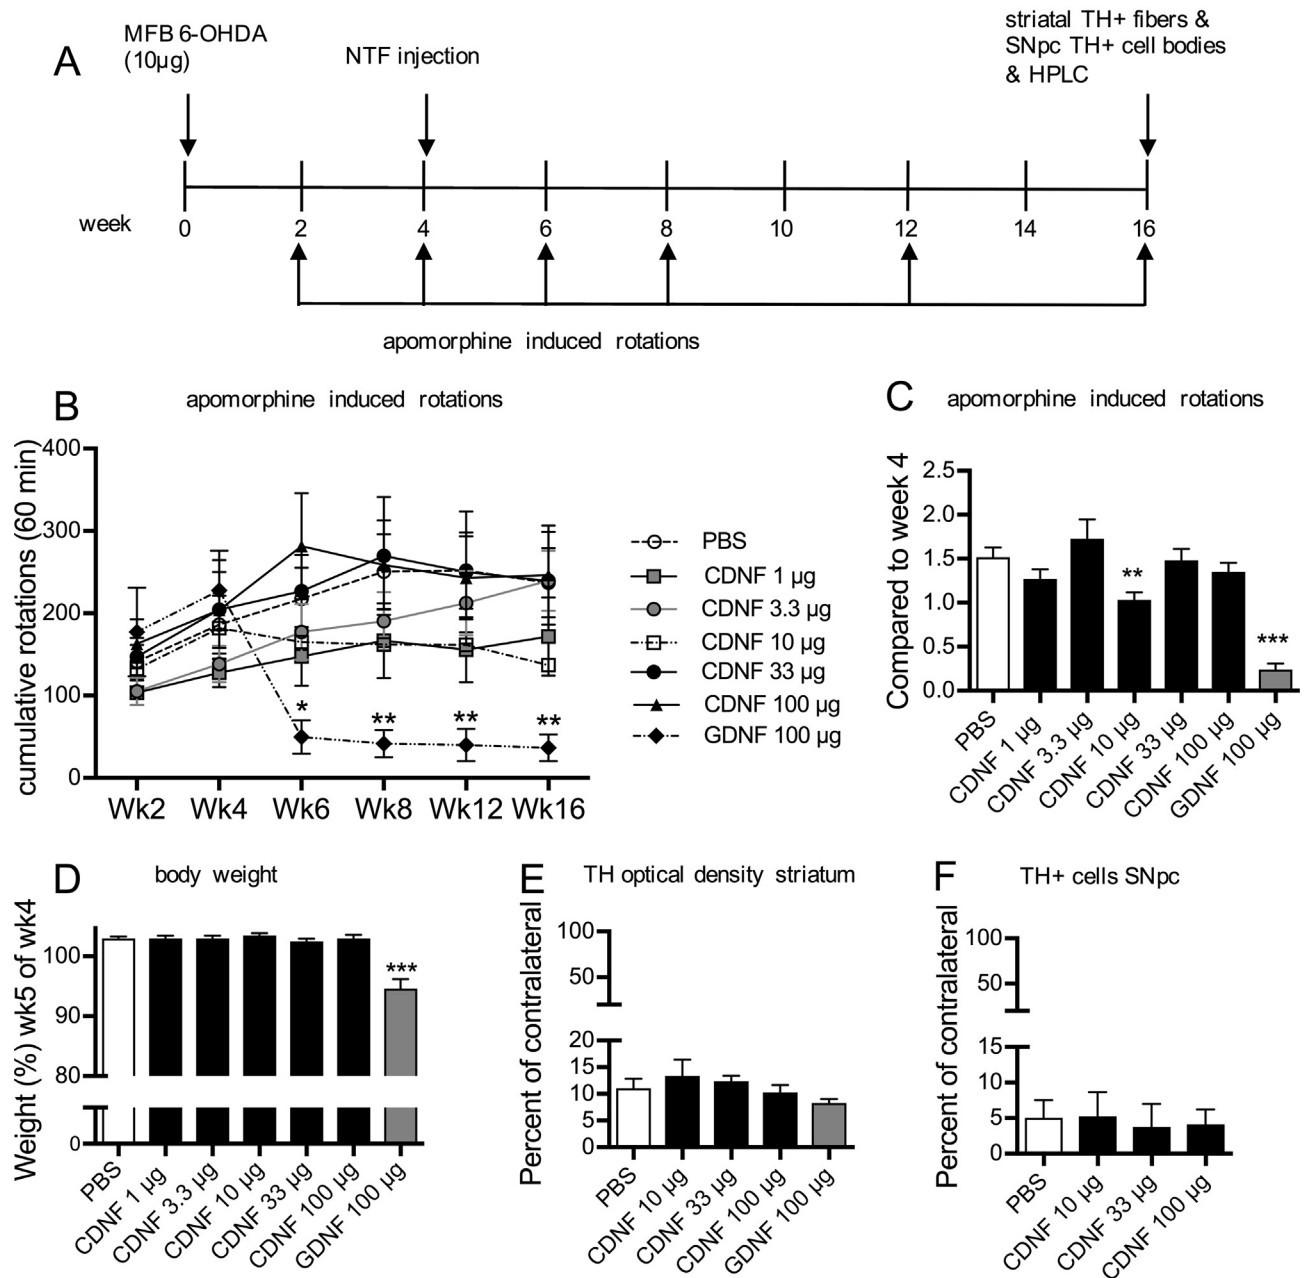 A
MFB 6-OHDA
(10µg)
NTF injection
striatal TH+ fibers &
SNpc TH+ cell bodies
& HPLC
week
0 2 4 6 8 10 12 14 16
apomorphine induced rotations
B
apomorphine induced rotations
cumulative rotations (60 min)
400
300
200
100
0
* ** ** **
Wk2 Wk4 Wk6 Wk8 Wk12 Wk16
PBS
CDNF 1 µg
CDNF 3.3 µg
CDNF 10 µg
CDNF 33 µg
CDNF 100 µg
GDNF 100 µg
C
apomorphine induced rotations
Compared to week 4
2.5
2.0
1.5
1.0
0.5
0.0
**
***
PBS
CDNF 1 µg
CDNF 3.3 µg
CDNF 10 µg
CDNF 33 µg
CDNF 100 µg
GDNF 100 µg
D
body weight
Weight (%) wk5 of wk4
100
90
80
0
***
PBS
CDNF 1 µg
CDNF 3.3 µg
CDNF 10 µg
CDNF 33 µg
CDNF 100 µg
GDNF 100 µg
E
TH optical density striatum
Percent of contralateral
100
50
20
15
10
5
0
PBS
CDNF 10 µg
CDNF 33 µg
CDNF 100 µg
GDNF 100 µg
F
TH+ cells SNpc
Percent of contralateral
100
50
15
10
5
0
PBS
CDNF 10 µg
CDNF 33 µg
CDNF 100 µg